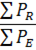 ∑ P_R
∑ P_E